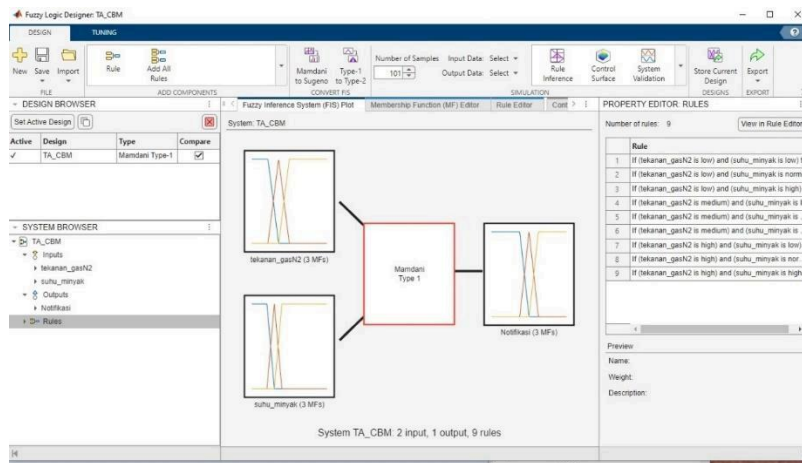 Fuzzy Logic Designer: TA_CBM
DESIGN TUNING
New Save Import Rule Add All Rules Mamdani to Sugeno Type-1 to Type-2 Number of Samples 101 Input Data: Select Output Data: Select Rule Inference Control Surface System Validation Store Current Design Export
FILE ADD COMPONENTS CONVERT FIS SIMULATION DESIGNS EXPORT
DESIGN BROWSER
Set Active Design
Active Design Type Compare
TA_CBM Mamdani Type-1
SYSTEM BROWSER
TA_CBM
Inputs
tekanan_gasN2
suhu_minyak
Outputs
Notifikasi
Rules
Fuzzy Inference System (FIS) Plot Membership Function (MF) Editor Rule Editor Cont
System: TA_CBM
tekanan_gasN2 (3 MFs)
Mamdani
Type 1
Notifikasi (3 MFs)
suhu_minyak (3 MFs)
System TA_CBM: 2 input, 1 output, 9 rules
PROPERTY EDITOR: RULES
Number of rules: 9 View in Rule Editor
Rule
1 If (tekanan_gasN2 is low) and (suhu_minyak is low)
2 If (tekanan_gasN2 is low) and (suhu_minyak is norm
3 If (tekanan_gasN2 is low) and (suhu_minyak is high)
4 If (tekanan_gasN2 is medium) and (suhu_minyak is
5 If (tekanan_gasN2 is medium) and (suhu_minyak is ..
6 If (tekanan_gasN2 is medium) and (suhu_minyak is ..
7 If (tekanan_gasN2 is high) and (suhu_minyak is low)
8 If (tekanan_gasN2 is high) and (suhu_minyak is nor.
9 If (tekanan_gasN2 is high) and (suhu_minyak is high
Preview
Name:
Weight:
Description: